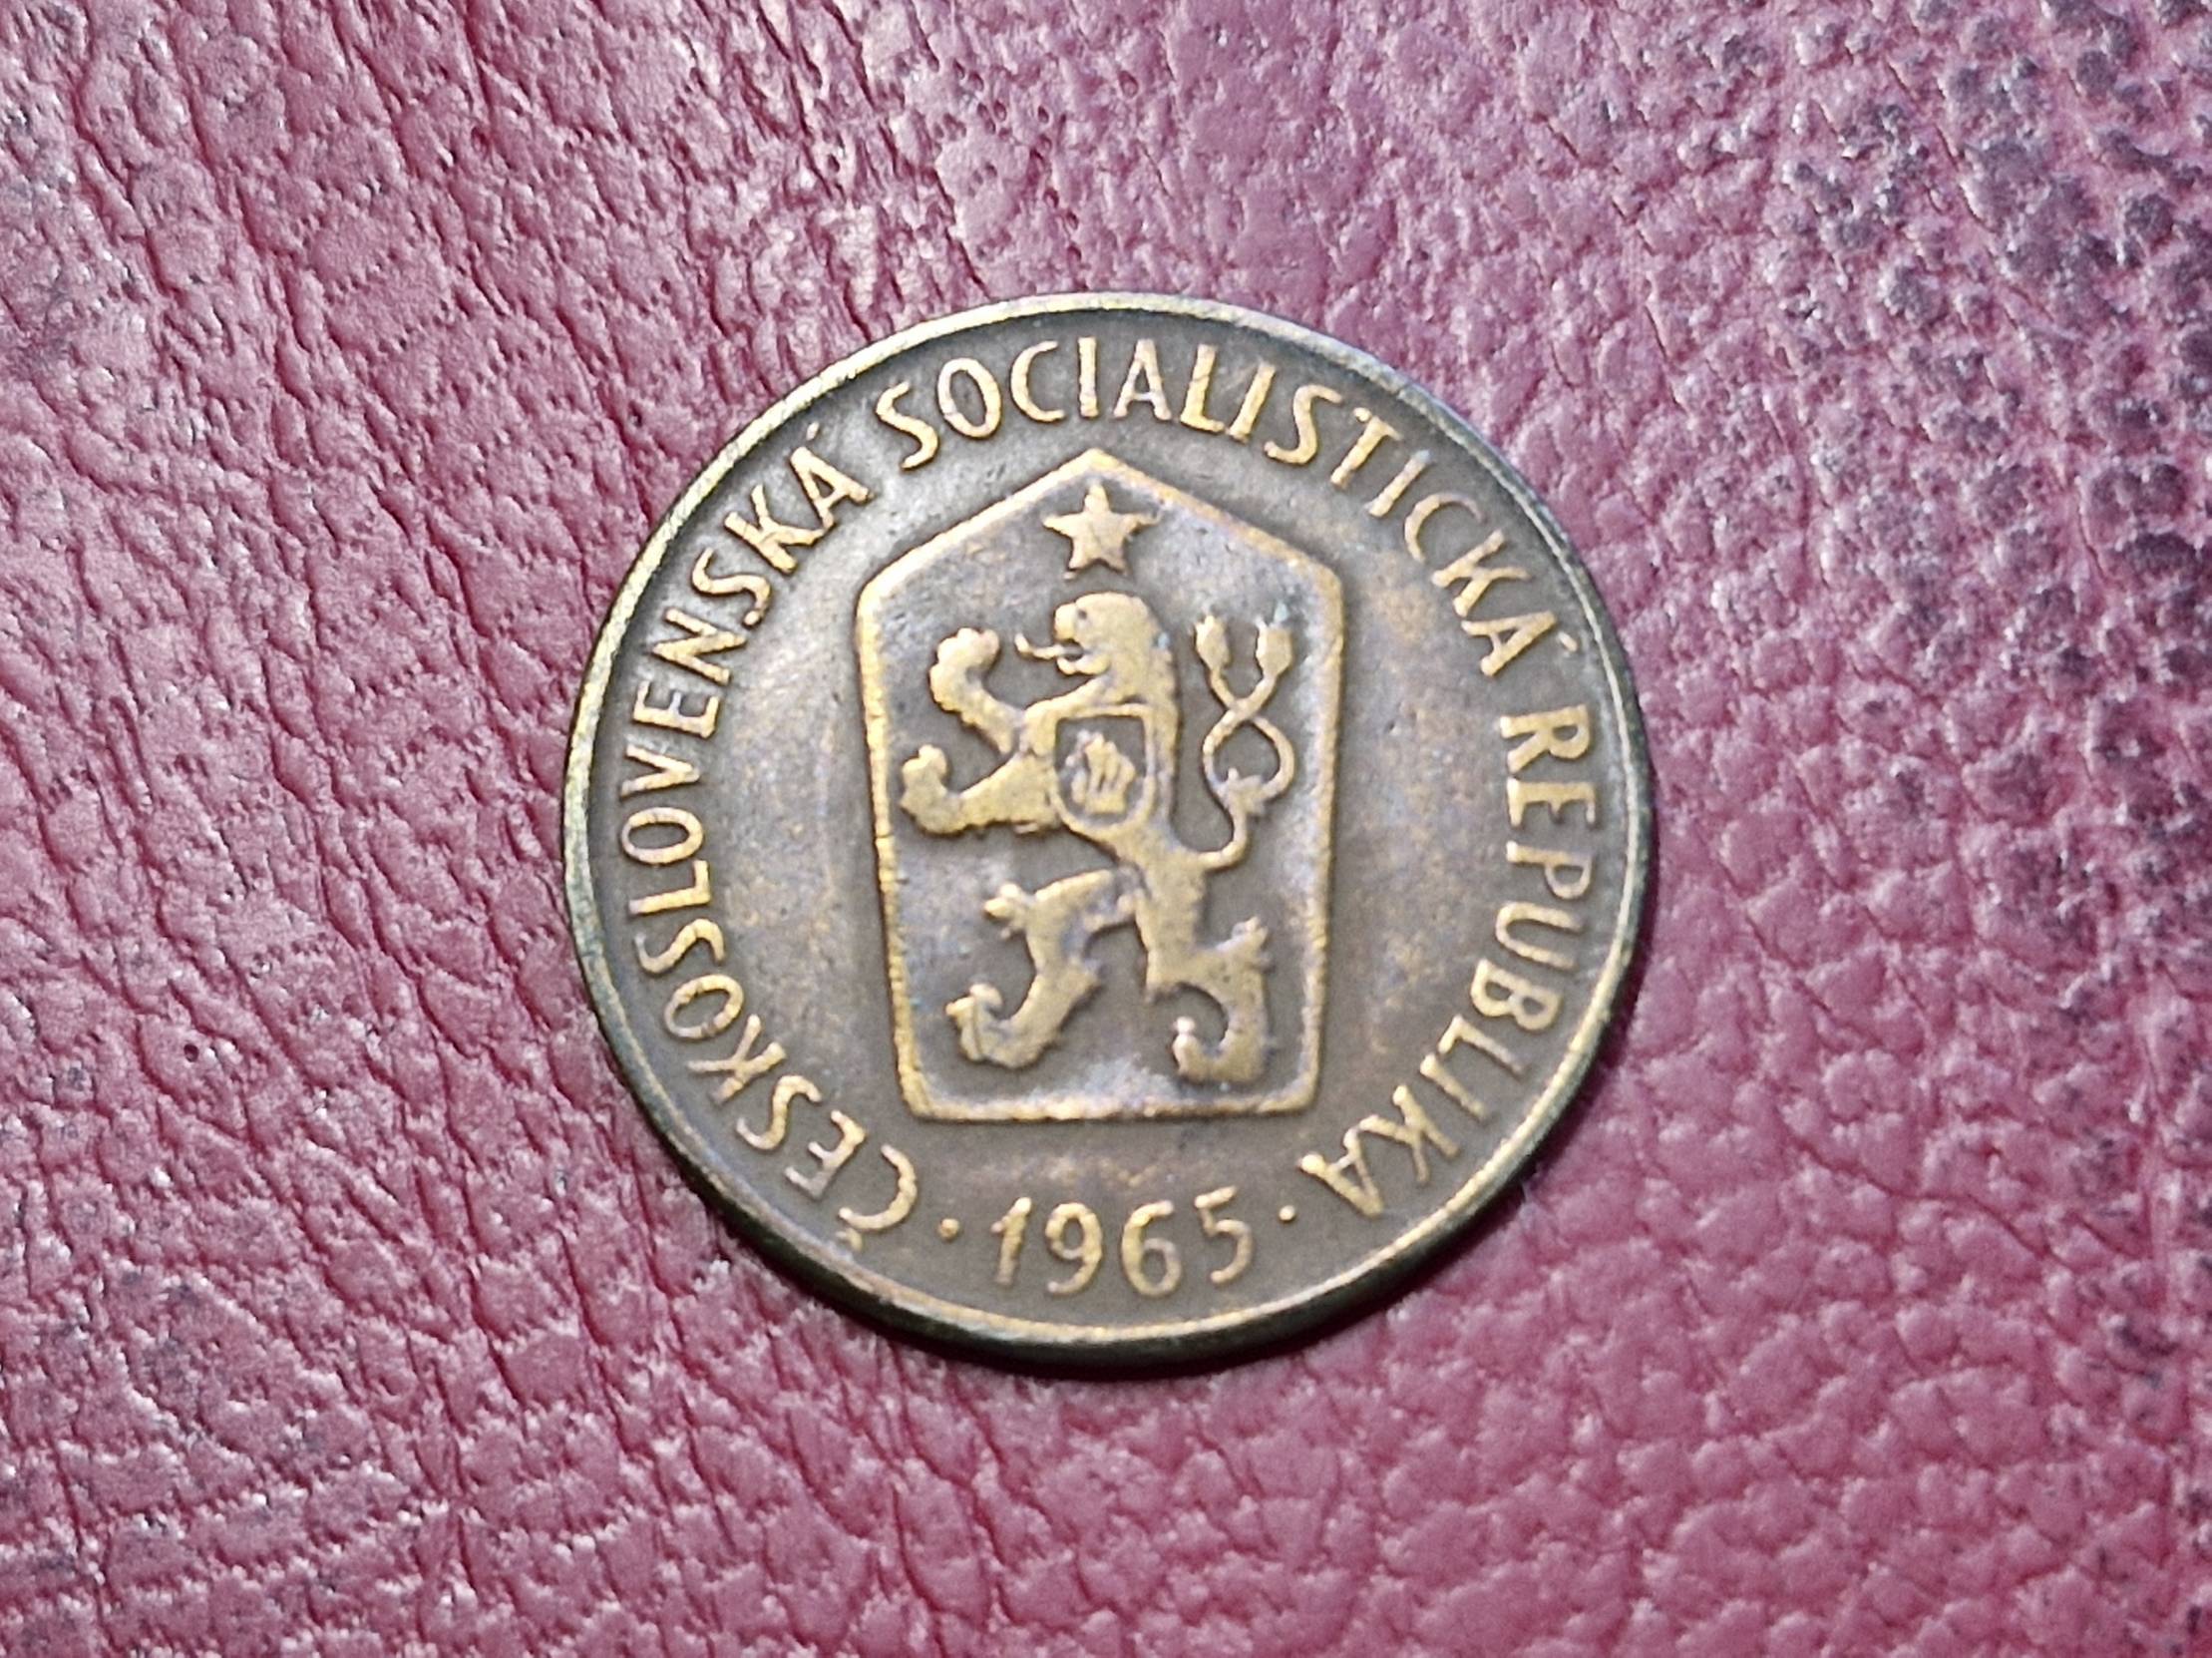 ČESKOSLOVENSKÁ SOCIALISTICKÁ REPUBLIKA
· 1965 ·